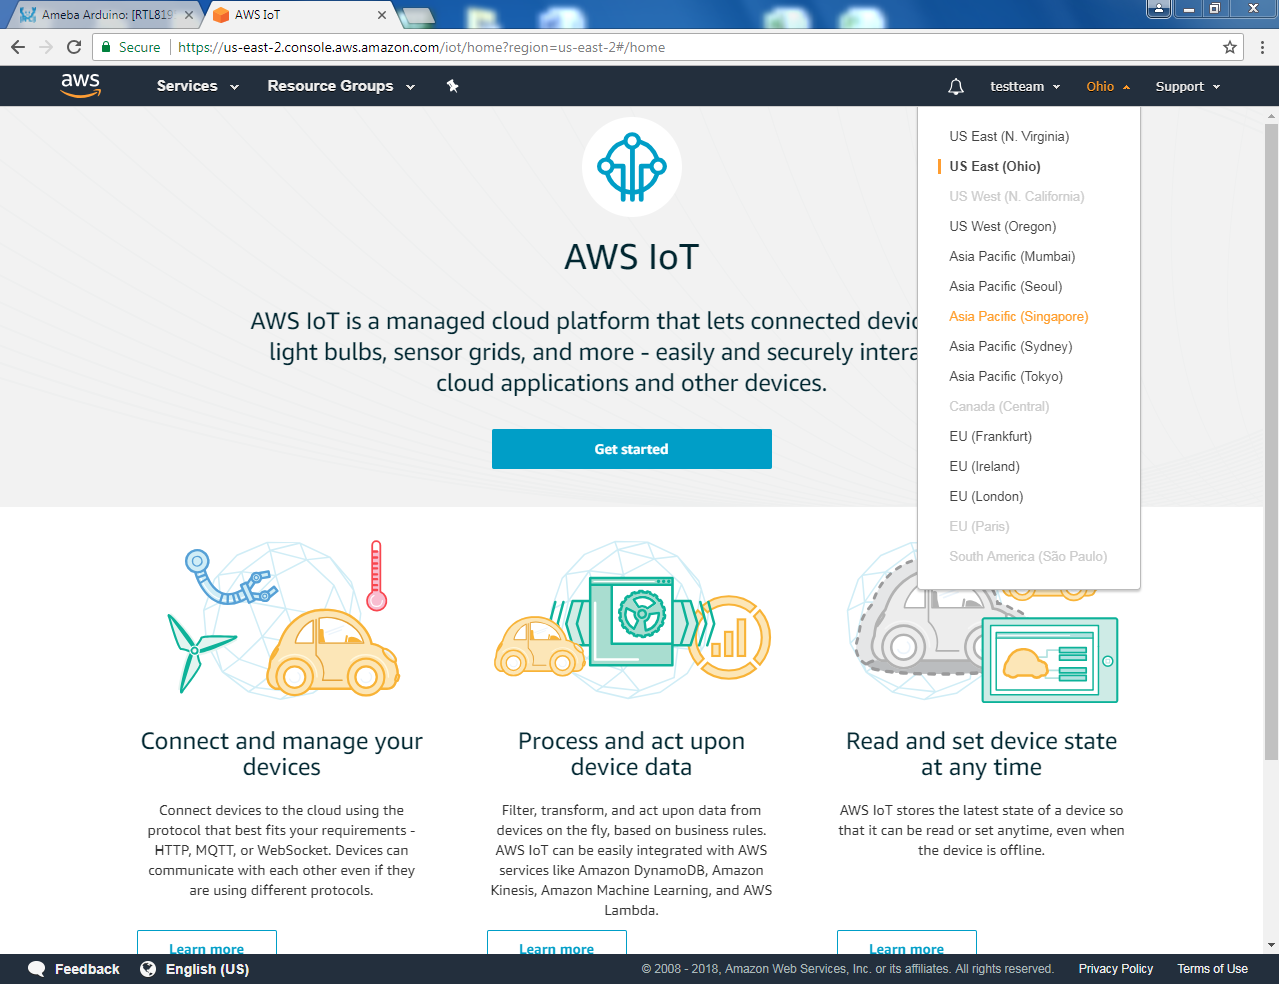 Ameba Arduino: [RTL819
AWS IoT
Secure
https://us-east-2.console.aws.amazon.com/iot/home?region=us-east-2#/home
aws
Services
Resource Groups
testteam
Ohio
Support
US East (N. Virginia)
US East (Ohio)
US West (N. California)
US West (Oregon)
Asia Pacific (Mumbai)
Asia Pacific (Seoul)
Asia Pacific (Singapore)
Asia Pacific (Sydney)
Asia Pacific (Tokyo)
Canada (Central)
EU (Frankfurt)
EU (Ireland)
EU (London)
EU (Paris)
South America (São Paulo)
AWS IoT
AWS IoT is a managed cloud platform that lets connected devic
light bulbs, sensor grids, and more - easily and securely intera
cloud applications and other devices.
Get started
Connect and manage your
devices
Connect devices to the cloud using the
protocol that best fits your requirements -
HTTP, MQTT, or WebSocket. Devices can
communicate with each other even if they
are using different protocols.
Learn more
Process and act upon
device data
Filter, transform, and act upon data from
devices on the fly, based on business rules.
AWS IoT can be easily integrated with AWS
services like Amazon DynamoDB, Amazon
Kinesis, Amazon Machine Learning, and AWS
Lambda.
Learn more
Read and set device state
at any time
AWS IoT stores the latest state of a device so
that it can be read or set anytime, even when
the device is offline.
Learn more
Feedback
English (US)
© 2008 - 2018, Amazon Web Services, Inc. or its affiliates. All rights reserved.
Privacy Policy
Terms of Use